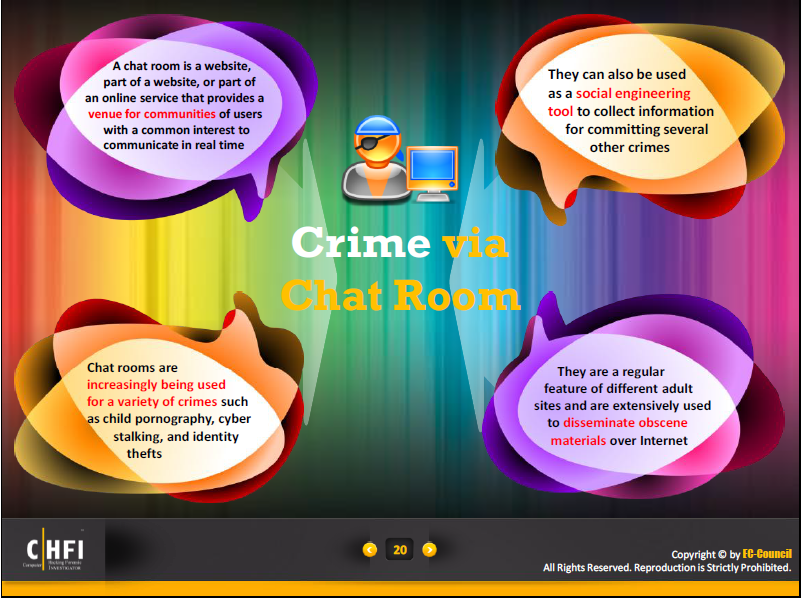 A chat room is a website,
part of a website, or part of
an online service that provides a
venue for communities of users
with a common interest to
communicate in real time
They can also be used
as a social engineering
tool to collect information
for committing several
other crimes
Crime via
Chat Room
Chat rooms are
increasingly being used
for a variety of crimes such
as child pornography, cyber
stalking, and identity
thefts
They are a regular
feature of different adult
sites and are extensively used
to disseminate obscene
materials over Internet
CHFI
Computer Hacking Forensic
INVESTIGATOR
20
Copyright © by EC-Council
All Rights Reserved. Reproduction is Strictly Prohibited.